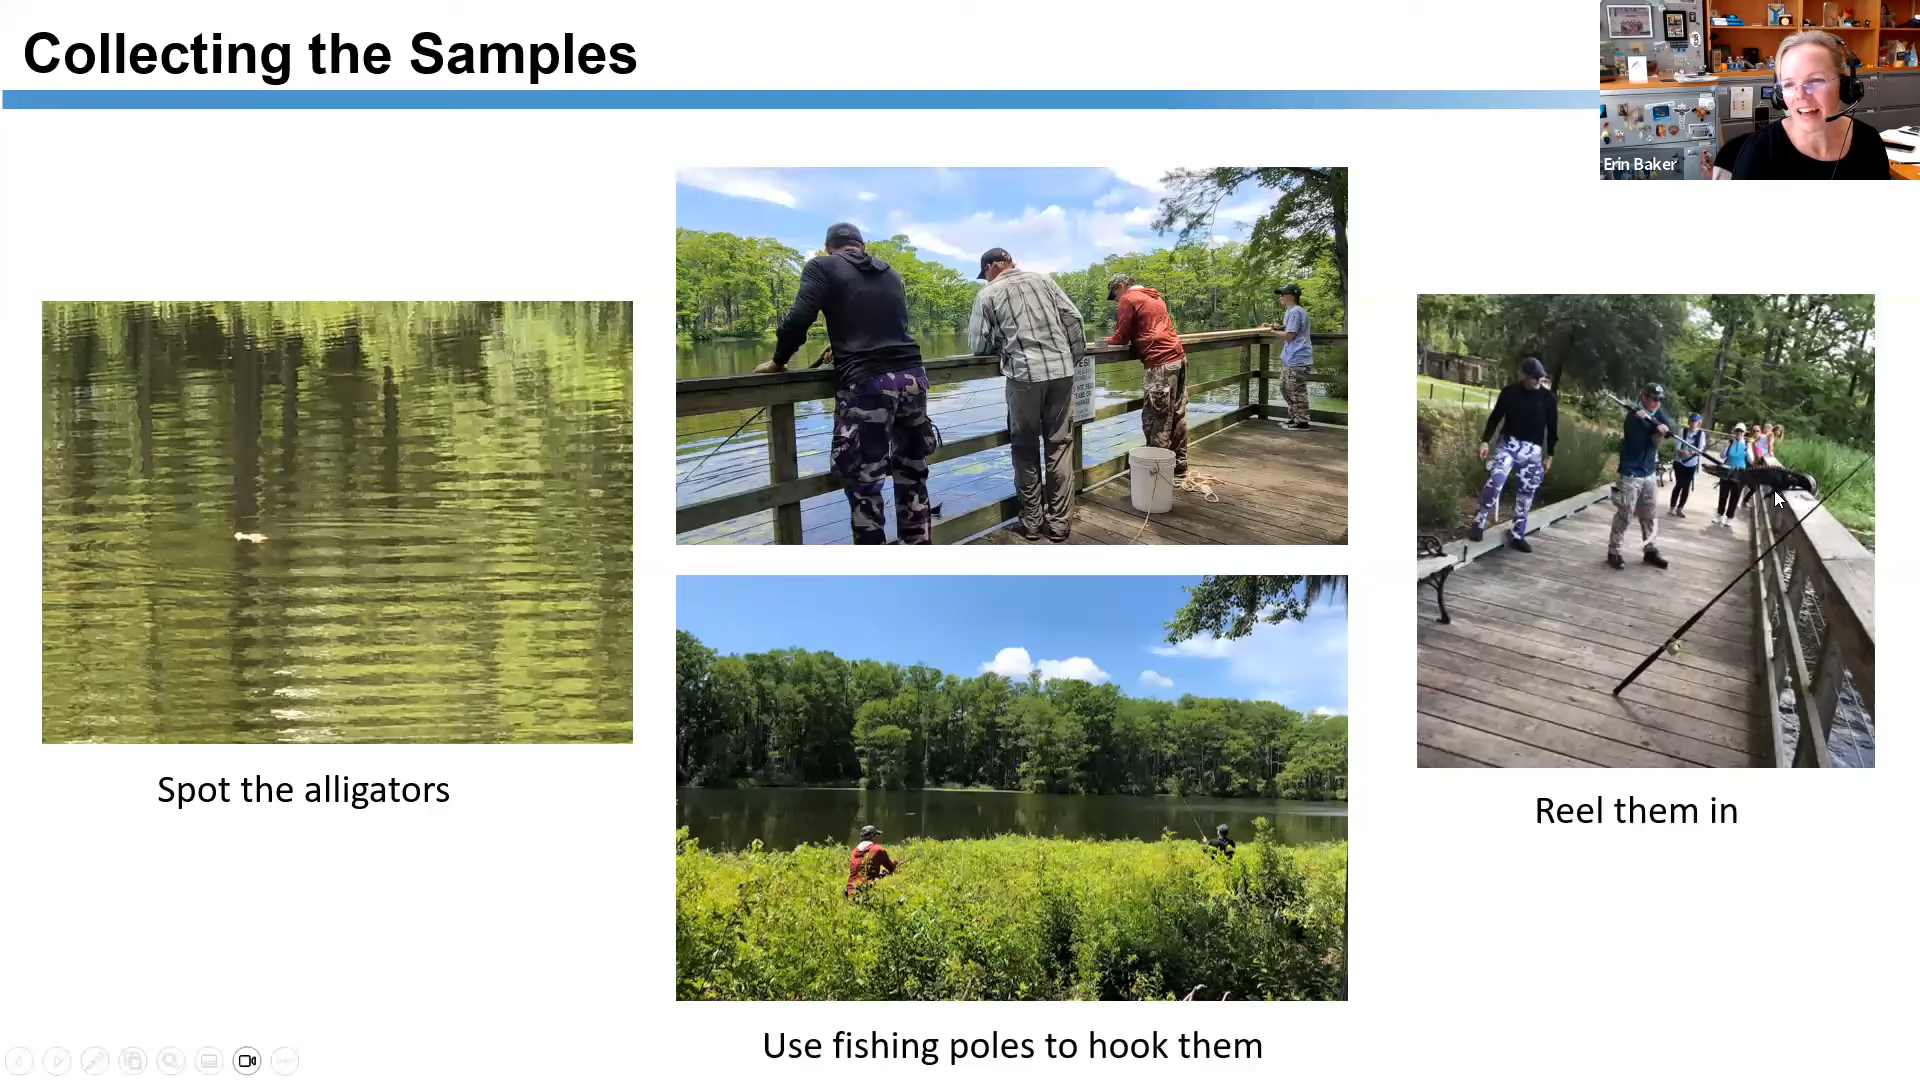 Collecting the Samples
Erin Baker
Spot the alligators
Reel them in
Use fishing poles to hook them